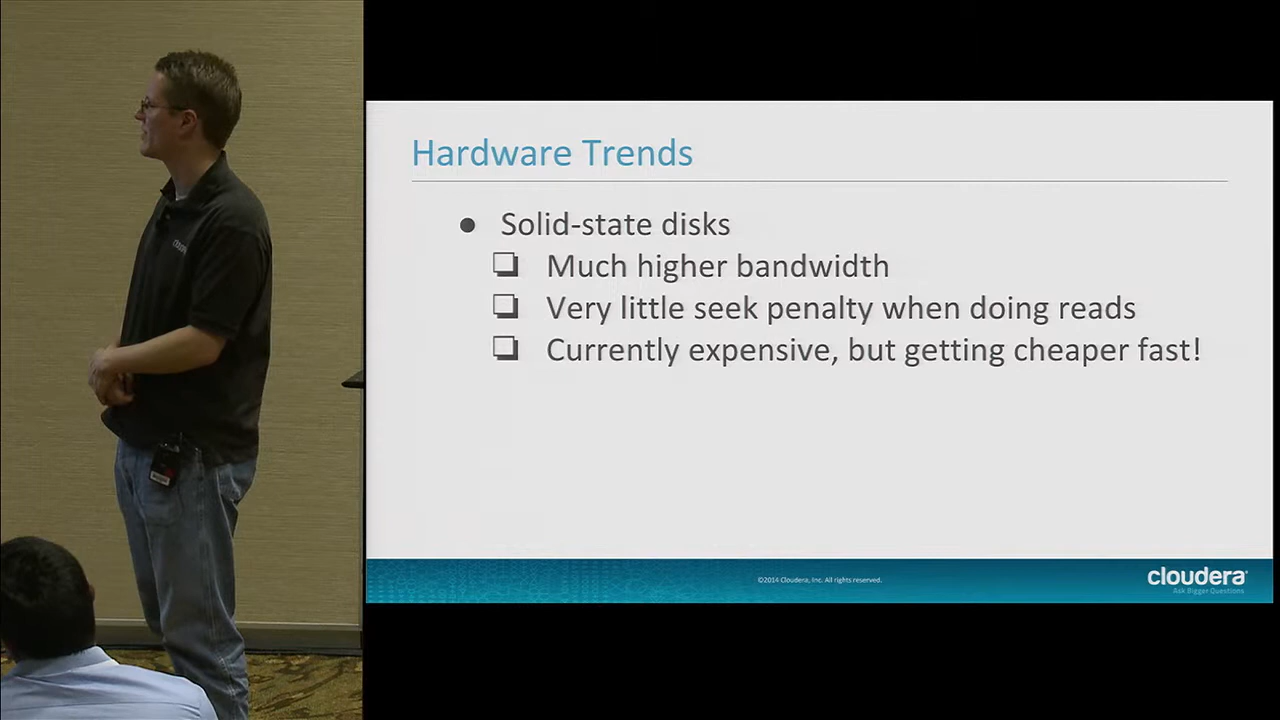 Hardware Trends
● Solid-state disks
❏ Much higher bandwidth
❏ Very little seek penalty when doing reads
❏ Currently expensive, but getting cheaper fast!
©2014 Cloudera, Inc. All rights reserved.
cloudera
Ask Bigger Questions
cloudera